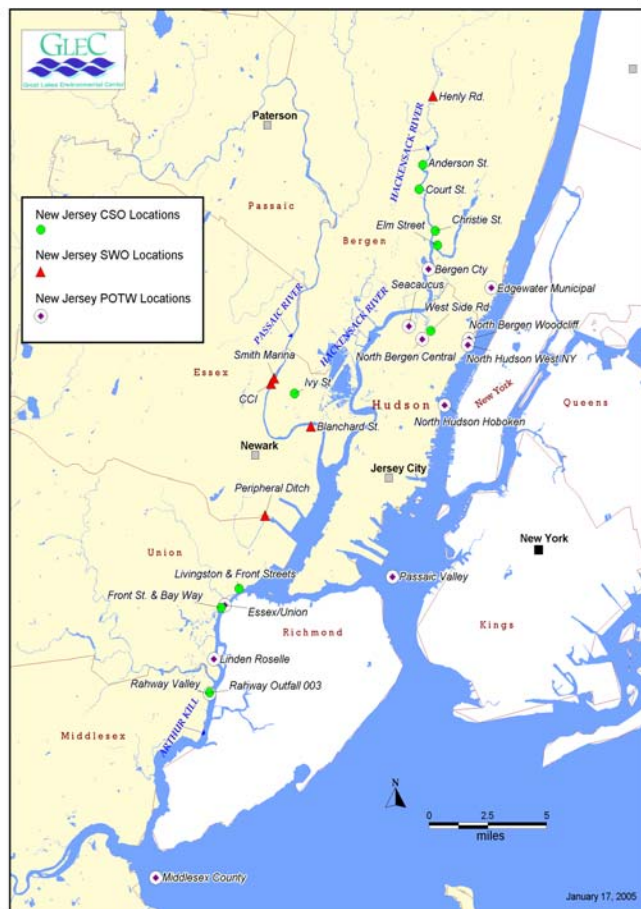 GLEC
Great Lakes Environmental Center
Henly Rd.
Paterson
HACKENSACK RIVER
Anderson St.
Court St.
New Jersey CSO Locations
New Jersey SWO Locations
New Jersey POTW Locations
Passaic
Elm Street
Christie St.
Bergen
Bergen Cty
Seacaucus
Edgewater Municipal
West Side Rd.
PASSAIC RIVER
HACKENSACK RIVER
North Bergen Woodcliff
North Bergen Central
North Hudson West NY
Smith Marina
Essex
Ivy St.
CCI
Hudson
New York
Queens
North Hudson Hoboken
Blanchard St.
Newark
Jersey City
Peripheral Ditch
New York
Union
Livingston & Front Streets
Passaic Valley
Front St. & Bay Way
Essex/Union
Richmond
Kings
Linden Roselle
Rahway Valley
Rahway Outfall 003
ARTHUR KILL
Middlesex
N
0 2.5 5
miles
Middlesex County
January 17, 2005